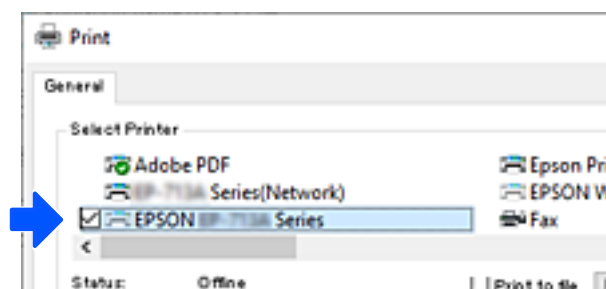 Print
General
Select Printer
Adobe PDF
Series(Network)
EPSON Series
Epson Pri
EPSON W
Fax
Status: Offline
Print to file